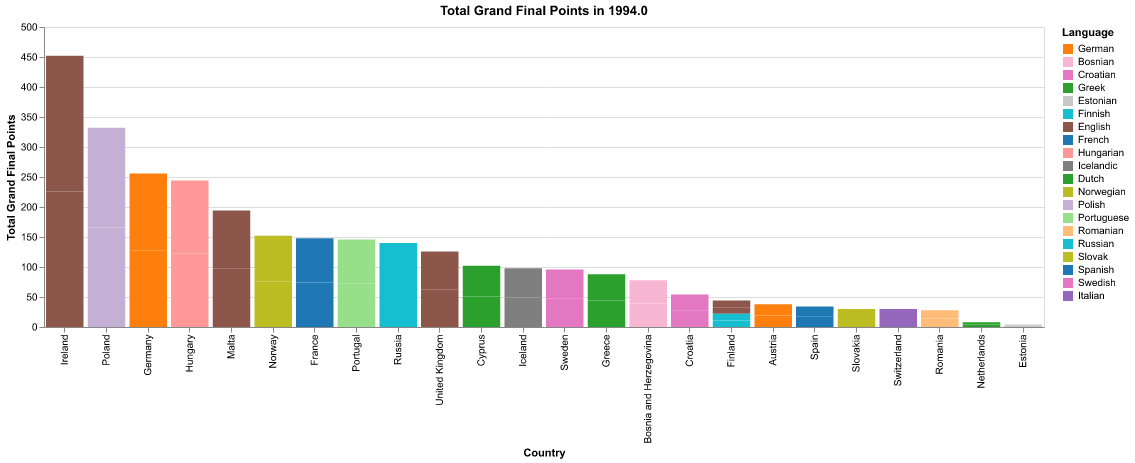 Total Grand Final Points in 1994.0
Total Grand Final Points
500
450
400
350
300
250
200
150
100
50
0
Ireland
Poland
Germany
Hungary
Malta
Norway
France
Portugal
Russia
United Kingdom
Cyprus
Iceland
Sweden
Greece
Bosnia and Herzegovina
Croatia
Finland
Austria
Spain
Slovakia
Switzerland
Romania
Netherlands
Estonia
Country
Language
German
Bosnian
Croatian
Greek
Estonian
Finnish
English
French
Hungarian
Icelandic
Dutch
Norwegian
Polish
Portuguese
Romanian
Russian
Slovak
Spanish
Swedish
Italian